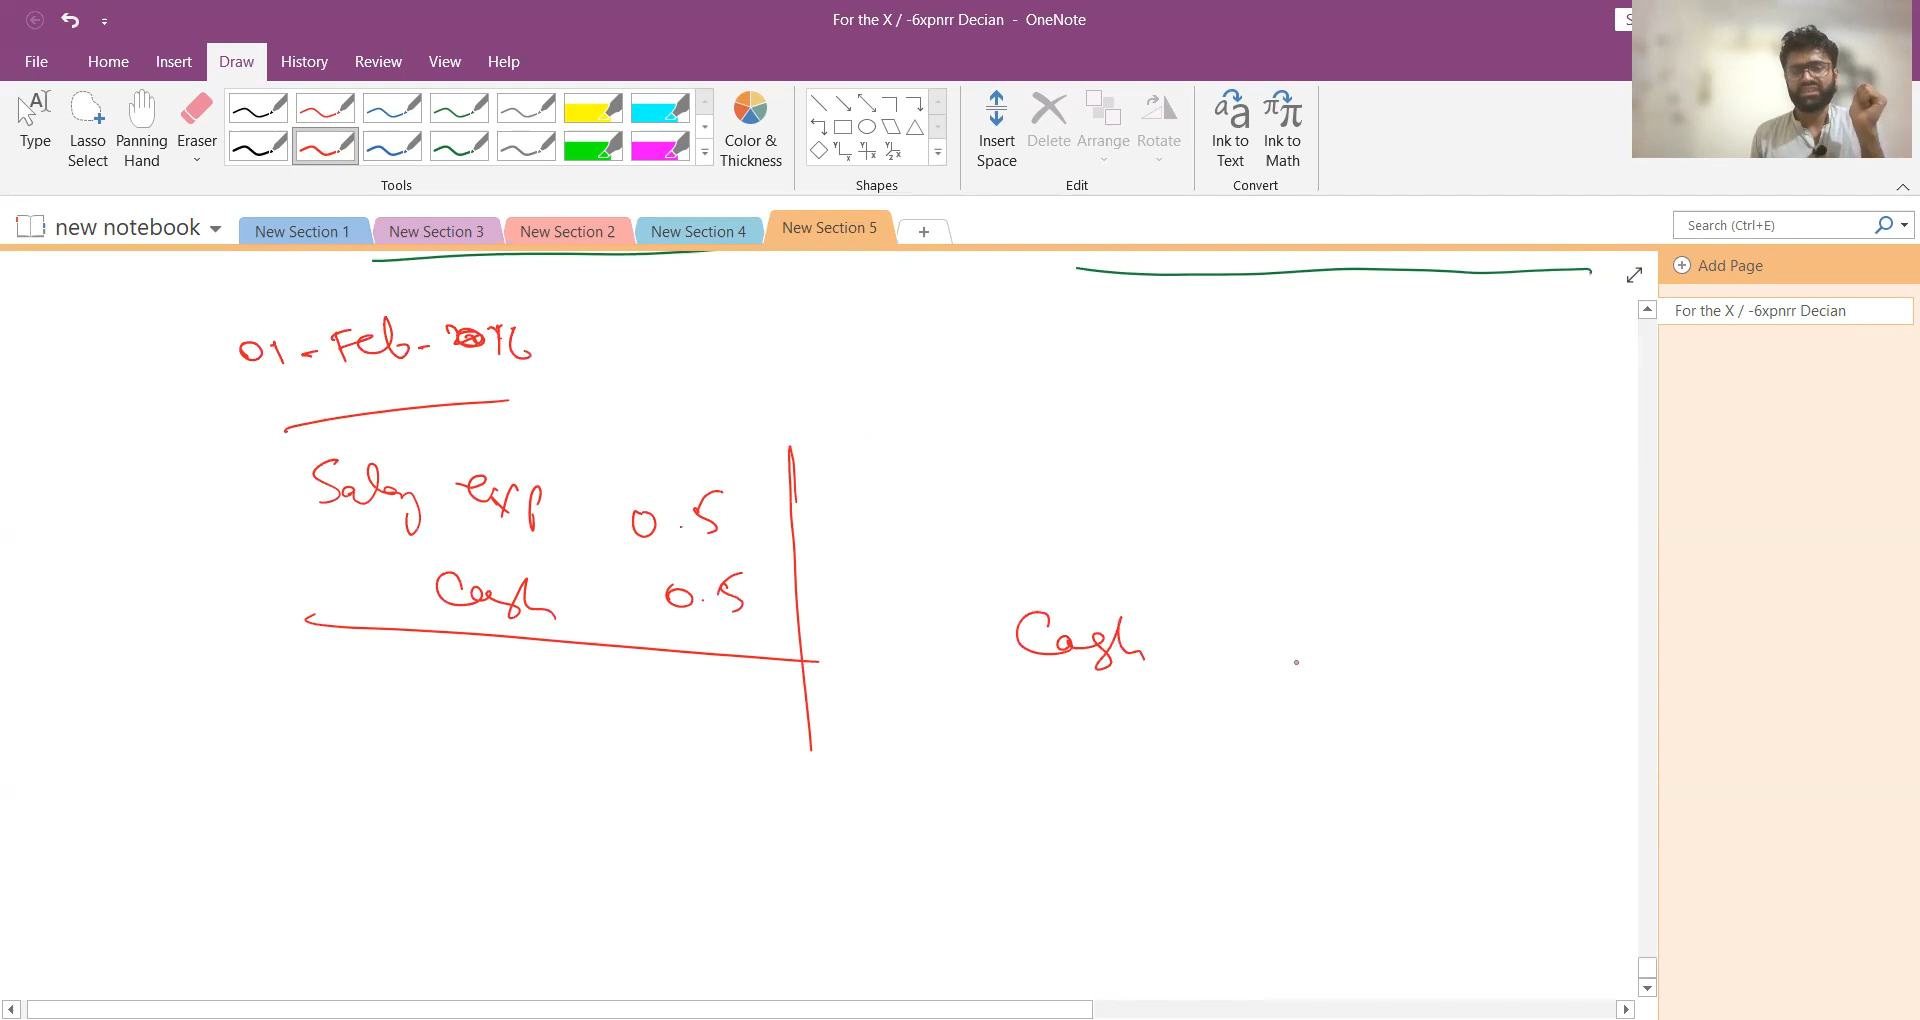 For the X / -6xpnrr Decian - OneNote
S
File Home Insert Draw History Review View Help
Type
Lasso Select
Panning Hand
Eraser
Color & Thickness
Insert Space
Delete
Arrange
Rotate
Ink to Text
Ink to Math
Tools
Shapes
Edit
Convert
new notebook
New Section 1
New Section 3
New Section 2
New Section 4
New Section 5
Search (Ctrl+E)
Add Page
For the X / -6xpnrr Decian
01 - Feb -
Salary exp 0.5
Cash 0.5
Cash